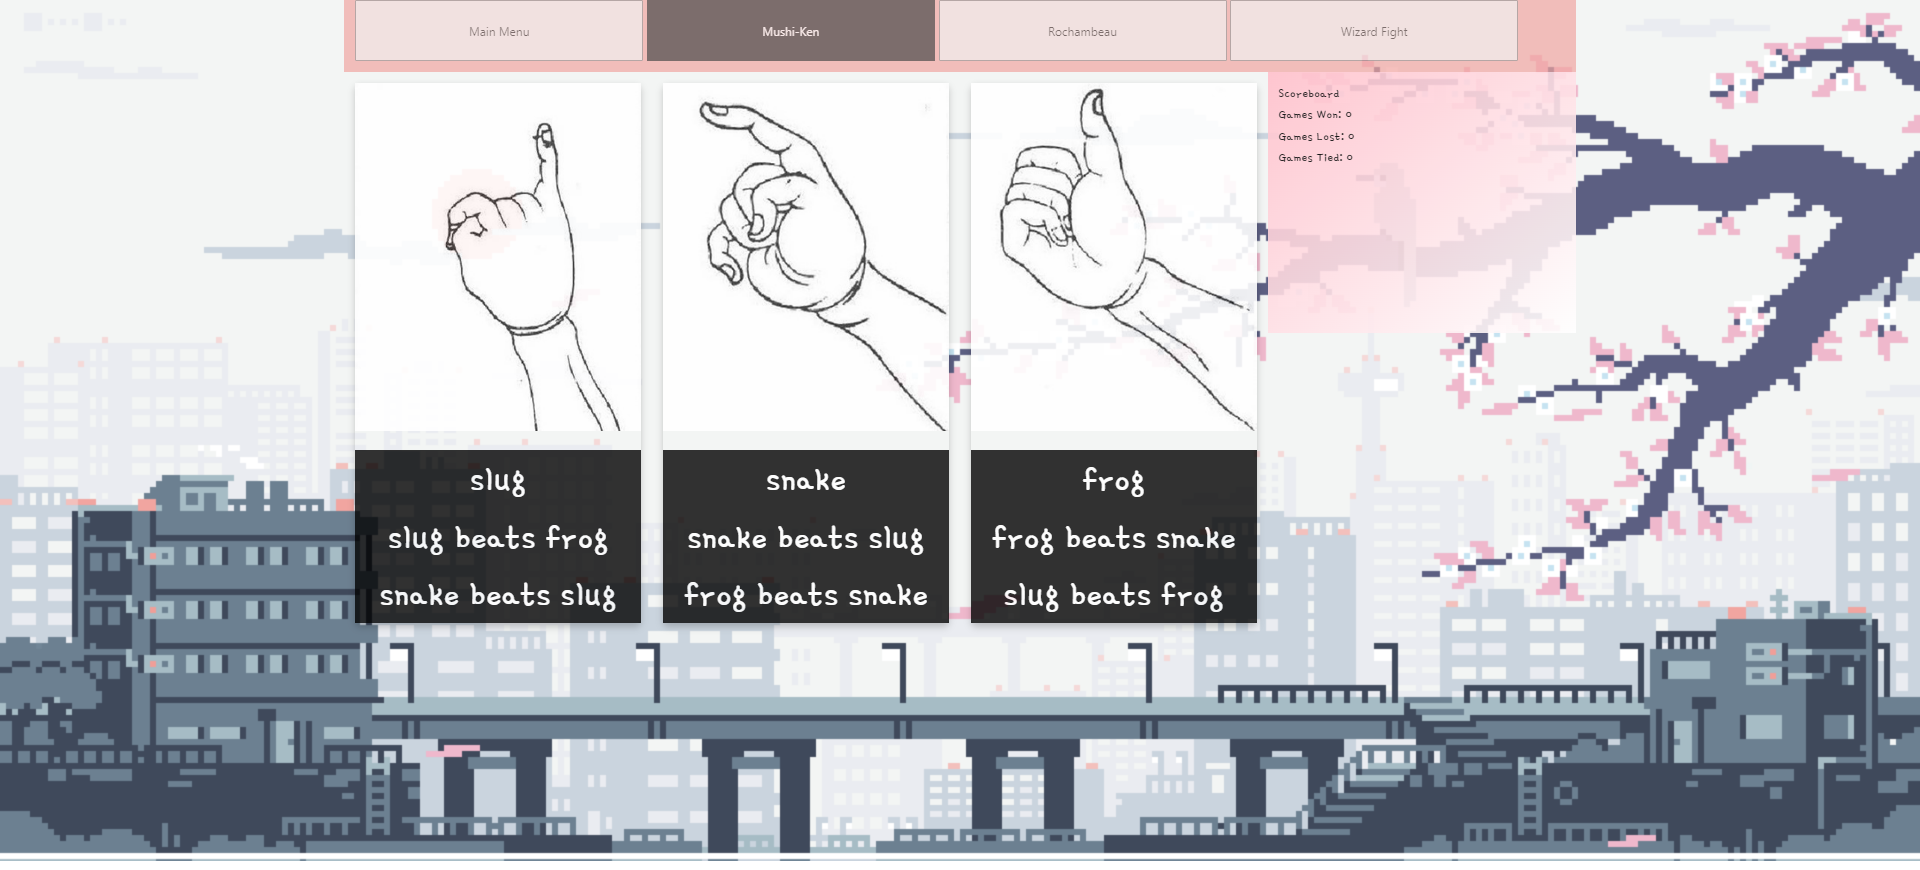 Main Menu
Mushi-Ken
Rochambeau
Wizard Fight
Scoreboard
Games Won: 0
Games Lost: 0
Games Tied: 0
slug
slug beats frog
snake beats slug
snake
snake beats slug
frog beats snake
frog
frog beats snake
slug beats frog